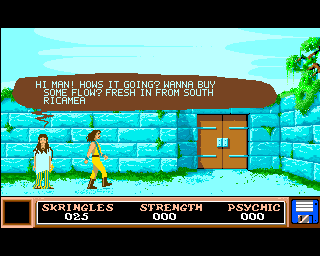 HI MAN! HOWS IT GOING? WANNA BUY
SOME FLOW? FRESH IN FROM SOUTH
RICAMEA
SKRINGLES STRENGTH PSYCHIC
025 000 000